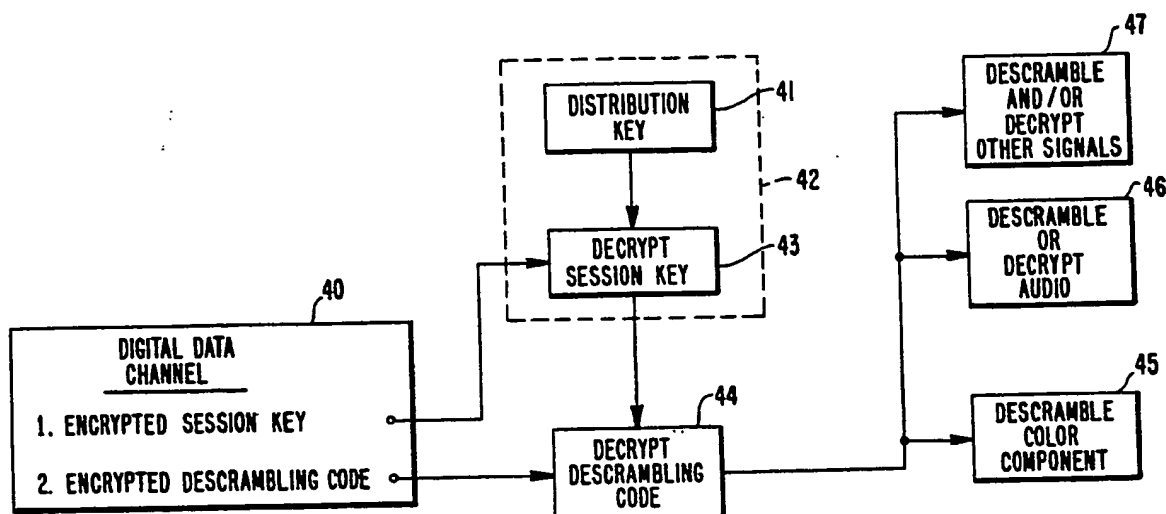 47
DESCRAMBLE
AND/OR
DECRYPT
OTHER SIGNALS
41
DISTRIBUTION
KEY
42
46
DESCRAMBLE
OR
DECRYPT
AUDIO
43
DECRYPT
SESSION KEY
40
DIGITAL DATA
CHANNEL
1. ENCRYPTED SESSION KEY
2. ENCRYPTED DESCRAMBLING CODE
44
DECRYPT
DESCRAMBLING
CODE
45
DESCRAMBLE
COLOR
COMPONENT